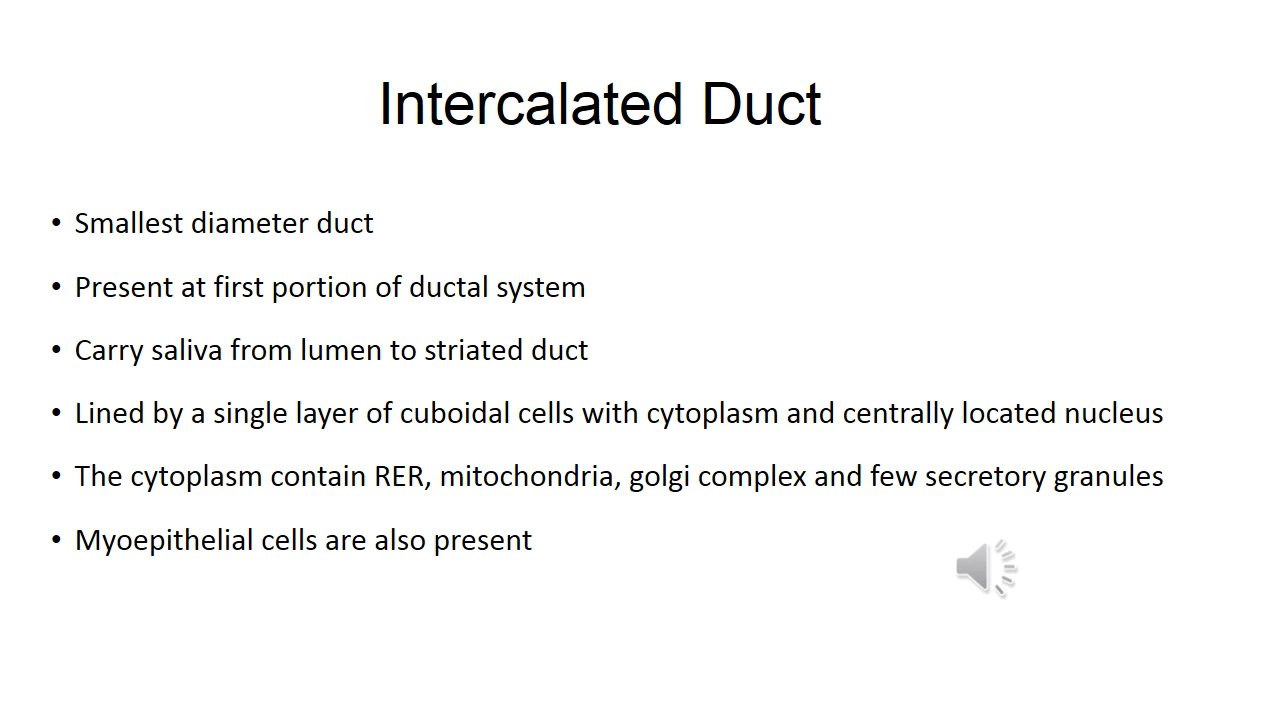 Intercalated Duct
• Smallest diameter duct
• Present at first portion of ductal system
• Carry saliva from lumen to striated duct
• Lined by a single layer of cuboidal cells with cytoplasm and centrally located nucleus
• The cytoplasm contain RER, mitochondria, golgi complex and few secretory granules
• Myoepithelial cells are also present